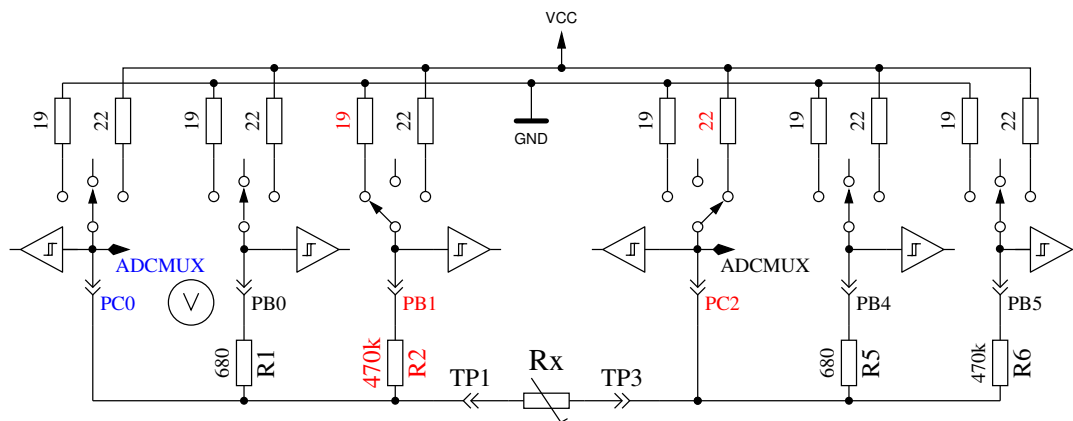 VCC
19
22
19
22
19
22
GND
19
22
19
22
19
22
ADCMUX
ADCMUX
PC0
V
PB0
PB1
PC2
PB4
PB5
680
R1
470k
R2
TP1
Rx
TP3
680
R5
470k
R6